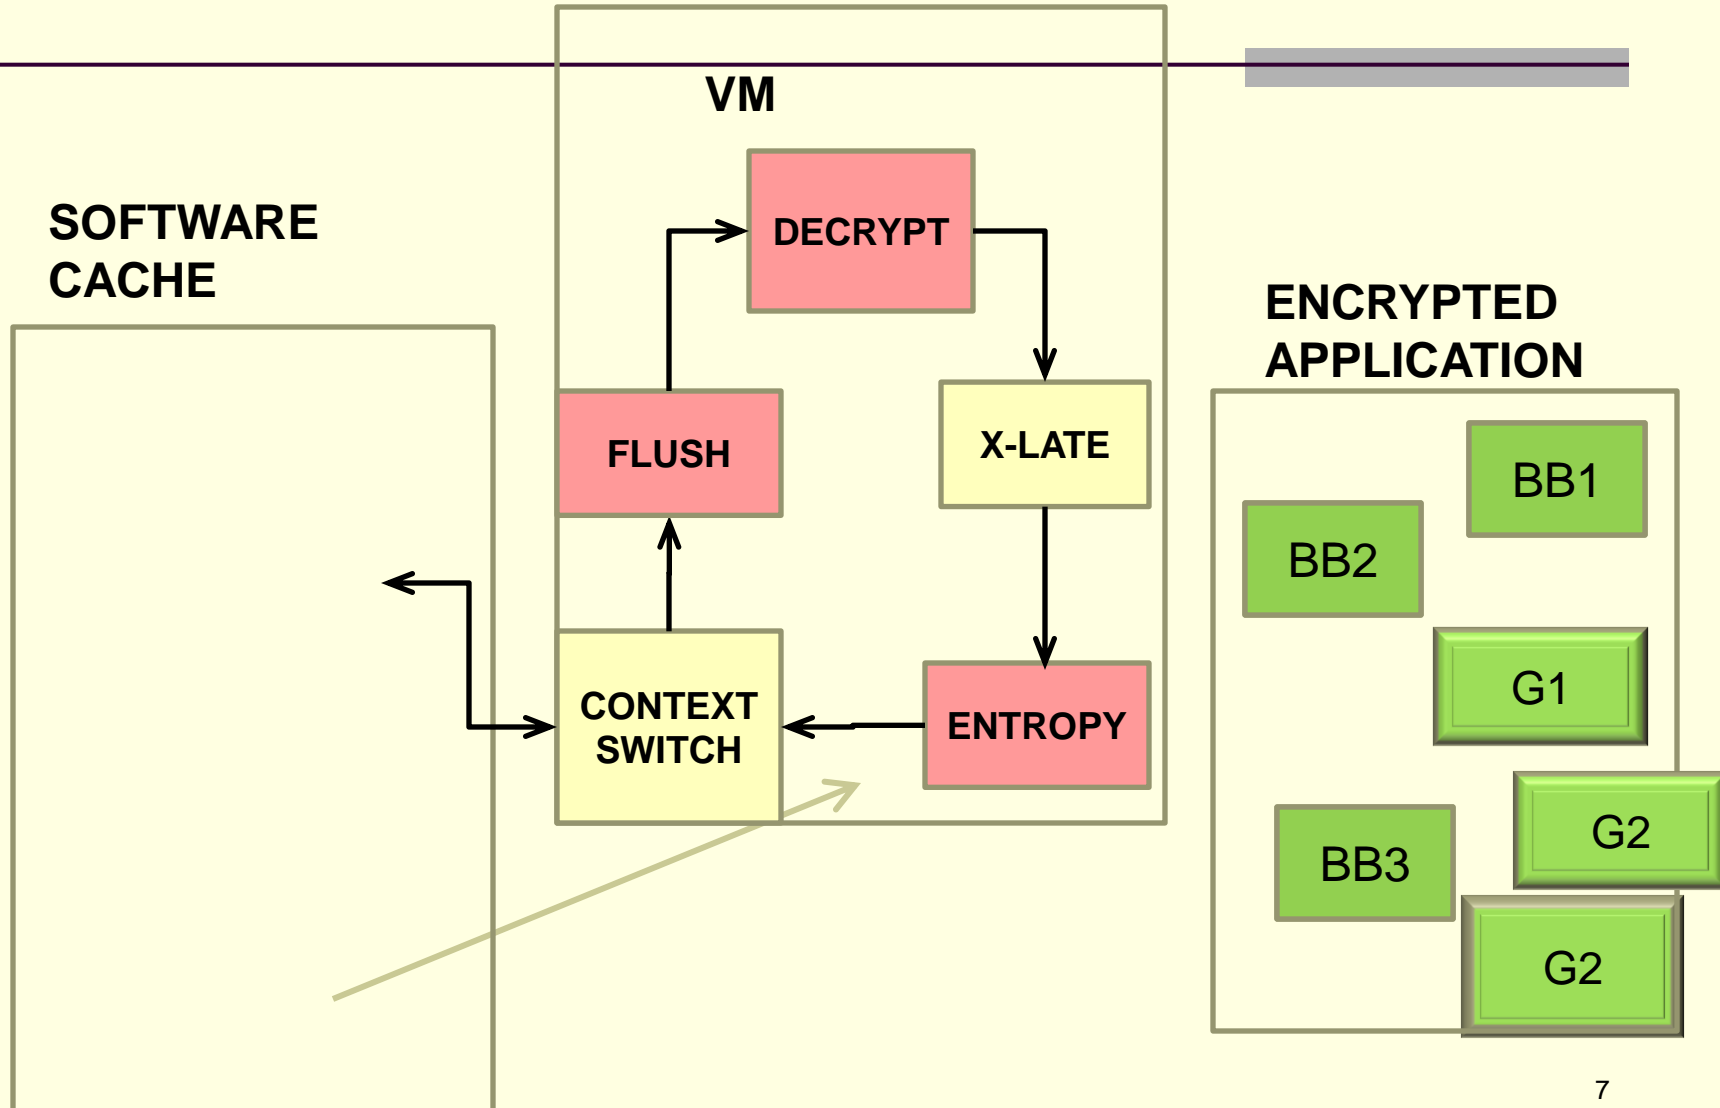 VM
SOFTWARE
CACHE
DECRYPT
ENCRYPTED
APPLICATION
FLUSH
X-LATE
BB1
BB2
G1
CONTEXT
SWITCH
ENTROPY
G2
BB3
G2
7